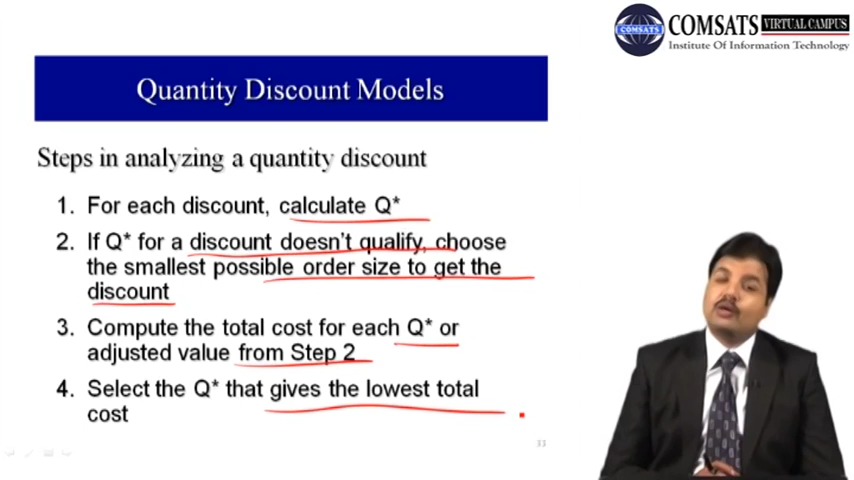 COMSATS VIRTUAL CAMPUS
Institute Of Information Technology
COMSATS
Quantity Discount Models
Steps in analyzing a quantity discount
1. For each discount, calculate Q*
2. If Q* for a discount doesn't qualify, choose
the smallest possible order size to get the
discount
3. Compute the total cost for each Q* or
adjusted value from Step 2
4. Select the Q* that gives the lowest total
cost
33